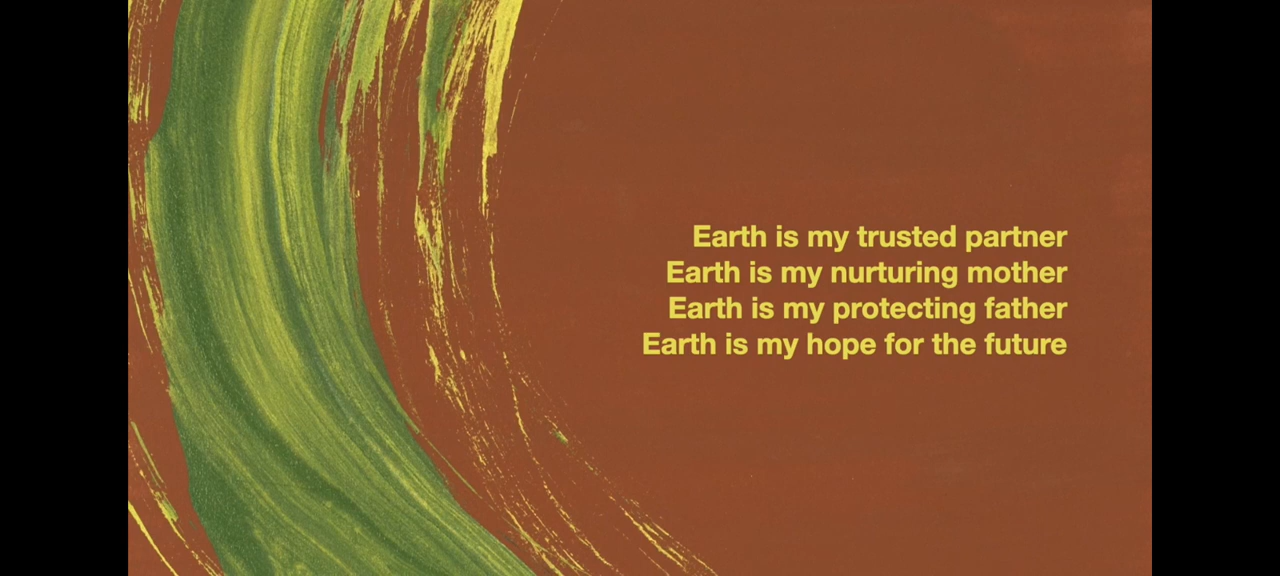 Earth is my trusted partner
Earth is my nurturing mother
Earth is my protecting father
Earth is my hope for the future